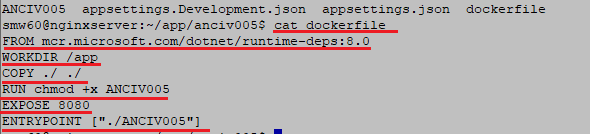 ANCIV005  appsettings.Development.json  appsettings.json  dockerfile
smw60@nginxserver:~/app/anciv005$ cat dockerfile
FROM mcr.microsoft.com/dotnet/runtime-deps:8.0
WORKDIR /app
COPY ./ ./
RUN chmod +x ANCIV005
EXPOSE 8080
ENTRYPOINT ["./ANCIV005"]